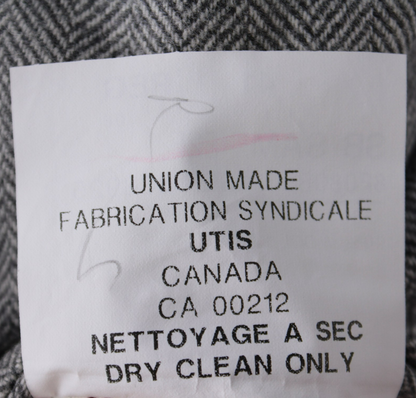 UNION MADE
FABRICATION SYNDICALE
UTIS
CANADA
CA 00212
NETTOYAGE A SEC
DRY CLEAN ONLY